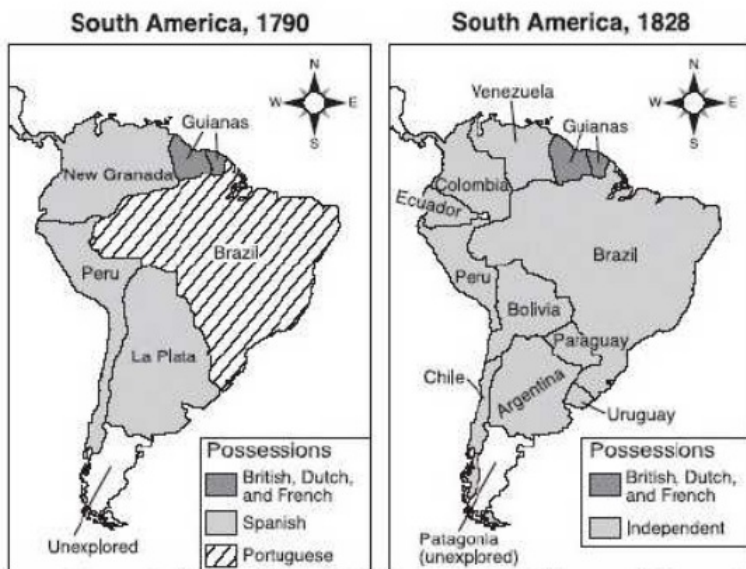 South America, 1790
N
W
E
S
Guianas
New Granada
Brazil
Peru
La Plata
Unexplored
Possessions
British, Dutch,
and French
Spanish
Portuguese
South America, 1828
N
W
E
S
Venezuela
Guianas
Colombia
Ecuador
Brazil
Peru
Bolivia
Paraguay
Chile
Argentina
Uruguay
Patagonia
(unexplored)
Possessions
British, Dutch,
and French
Independent